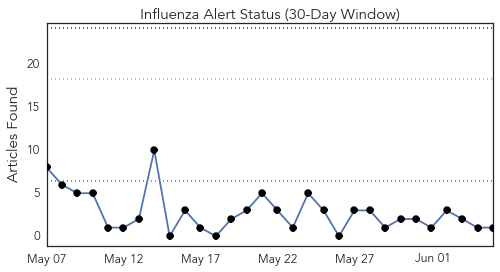 Influenza Alert Status (30-Day Window)
Articles Found
20
15
10
5
0
May 07
May 12
May 17
May 22
May 27
Jun 01